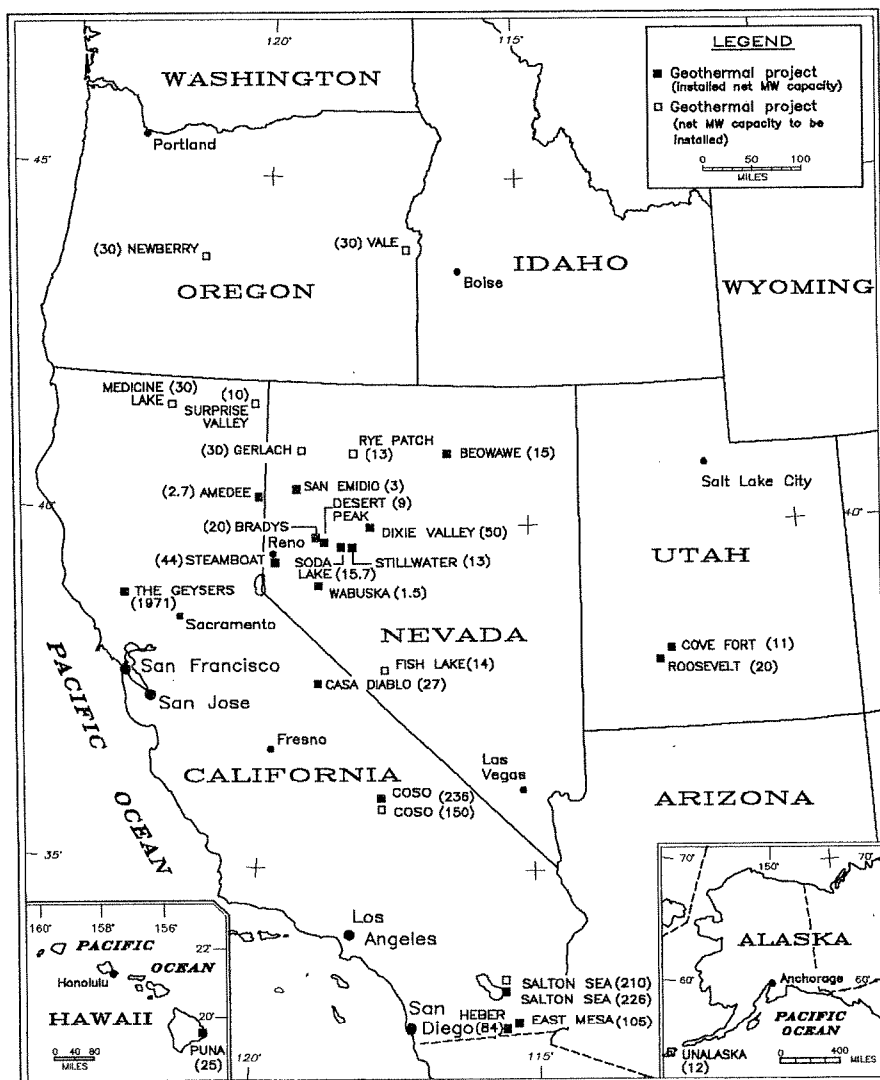 120°
115°
LEGEND
Geothermal project
(installed net MW capacity)
Geothermal project
(net MW capacity to be
installed)
0 50 100
MILES
WASHINGTON
Portland
45°
(30) NEWBERRY
(30) VALE
OREGON
IDAHO
Boise
WYOMING
MEDICINE (30)
LAKE
(10)
SURPRISE
VALLEY
(30) GERLACH
RYE PATCH
(13)
BEOWAWE (15)
Salt Lake City
(2.7) AMEDEE
SAN EMIDIO (3)
DESERT (9)
PEAK
40°
40°
(20) BRADYS
DIXIE VALLEY (50)
Reno
(44) STEAMBOAT
SODA
LAKE (15.7)
STILLWATER (13)
WABUSKA (1.5)
UTAH
THE GEYSERS
(1971)
Sacramento
NEVADA
COVE FORT (11)
ROOSEVELT (20)
San Francisco
San Jose
FISH LAKE(14)
CASA DIABLO (27)
PACIFIC
OCEAN
Fresno
CALIFORNIA
Las
Vegas
COSO (236)
COSO (150)
ARIZONA
35°
Los
Angeles
SALTON SEA (210)
SALTON SEA (226)
San
Diego
HEBER
(84)
EAST MESA (105)
120°
115°
160°
158°
156°
PACIFIC
OCEAN
22°
Honolulu
20°
HAWAII
0 40 80
MILES
PUNA
(25)
70°
150°
70°
ALASKA
60°
60°
Anchorage
PACIFIC
OCEAN
UNALASKA
(12)
0 400
MILES